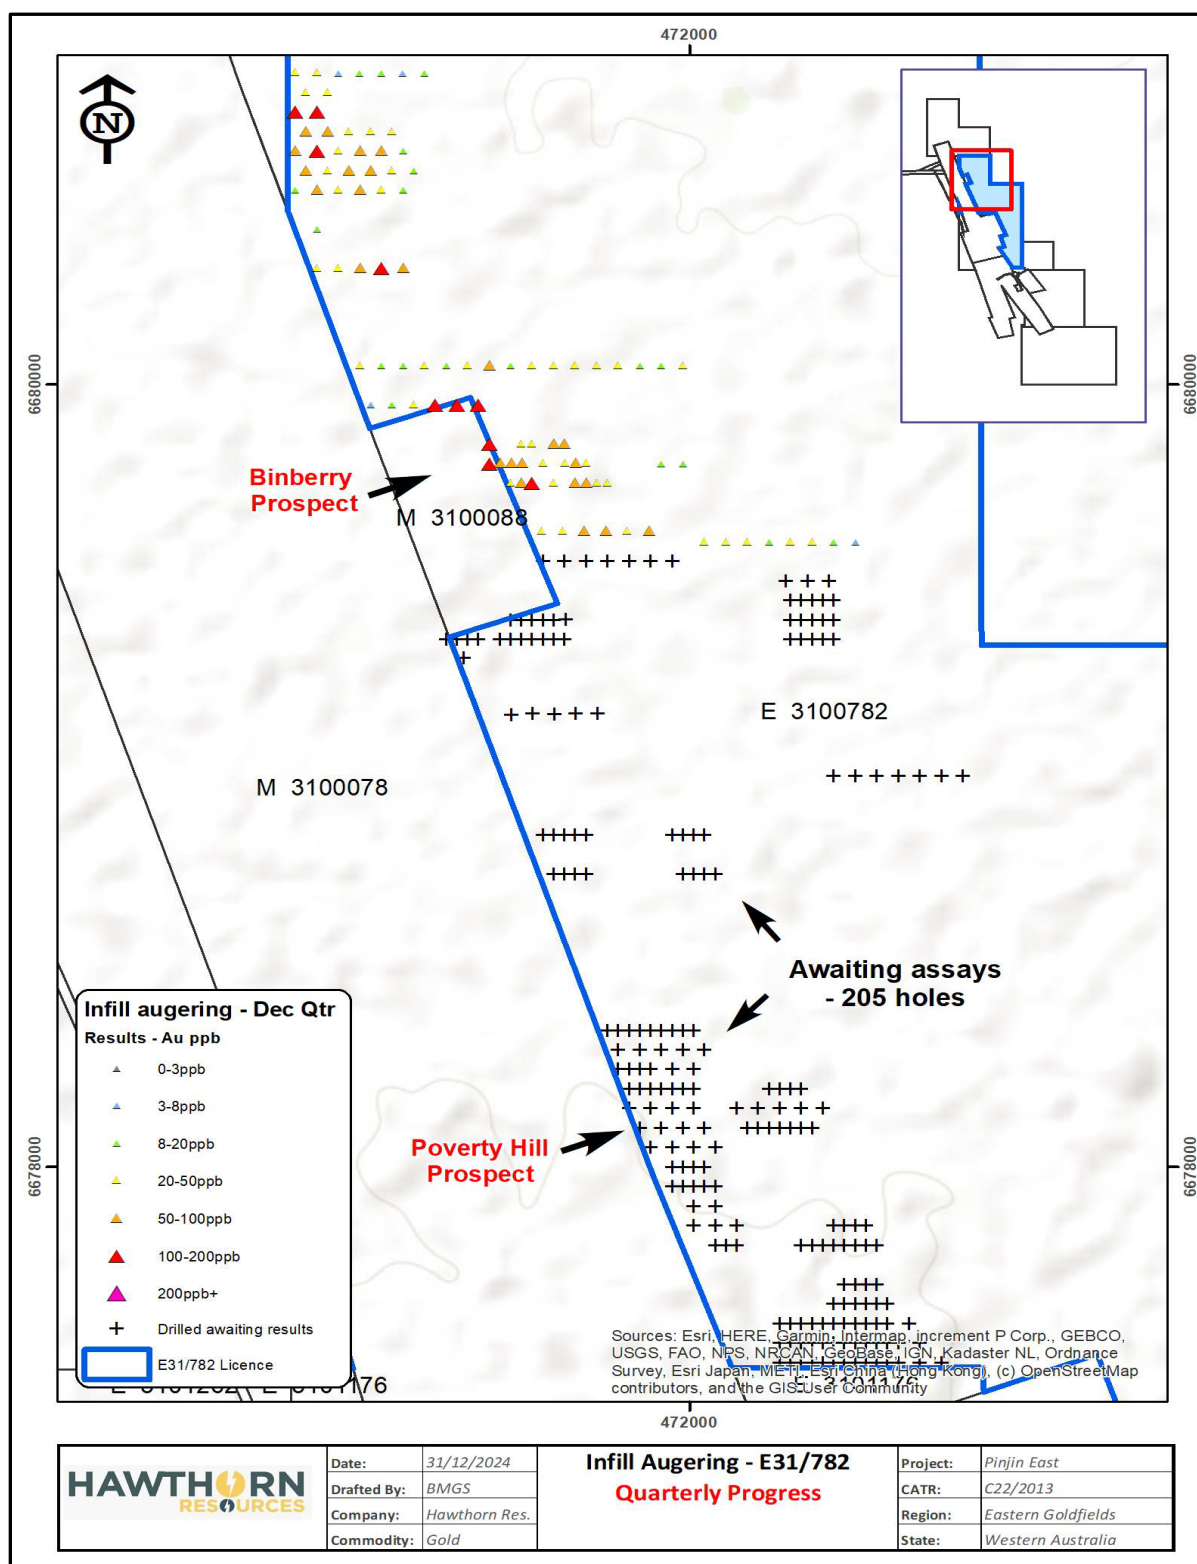 472000
N
6680000
6680000
Binberry
Prospect
M 3100088
E 3100782
M 3100078
Awaiting assays
- 205 holes
Poverty Hill
Prospect
6678000
6678000
Infill augering - Dec Qtr
Results - Au ppb
0-3ppb
3-8ppb
8-20ppb
20-50ppb
50-100ppb
100-200ppb
200ppb+
Drilled awaiting results
E31/782 Licence
Sources: Esri, HERE, Garmin, Intermap, increment P Corp., GEBCO,
USGS, FAO, NPS, NRCAN, GeoBase, IGN, Kadaster NL, Ordnance
Survey, Esri Japan, METI, Esri China (Hong Kong), (c) OpenStreetMap
contributors, and the GIS User Community
E 3101176
472000
HAWTHORN
RESOURCES
Date: 31/12/2024
Drafted By: BMGS
Company: Hawthorn Res.
Commodity: Gold
Infill Augering - E31/782
Quarterly Progress
Project: Pinjin East
CATR: C22/2013
Region: Eastern Goldfields
State: Western Australia